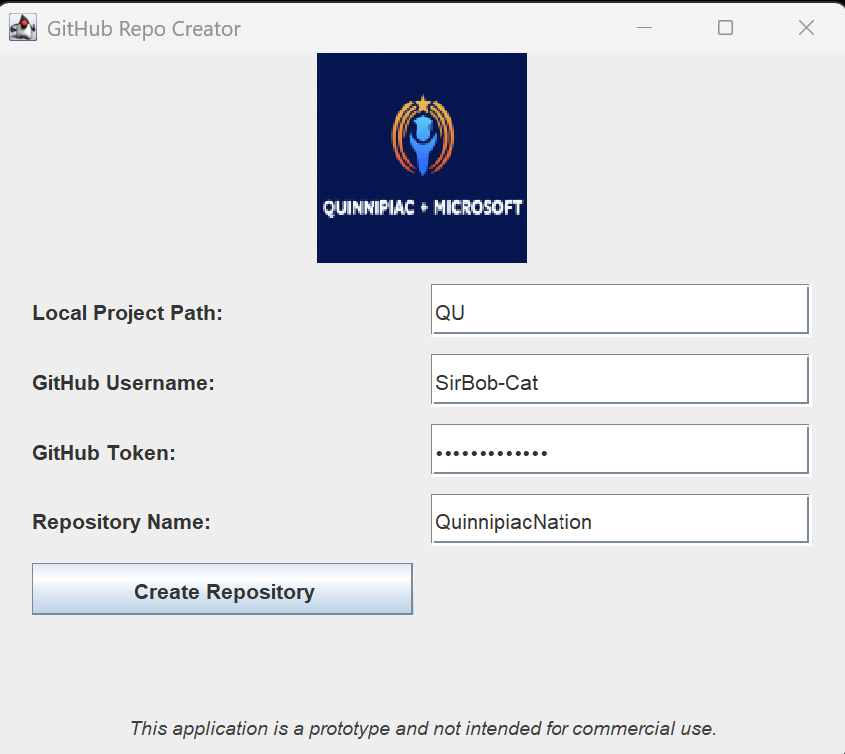 GitHub Repo Creator
QUINNIPIAC + MICROSOFT
Local Project Path:
QU
GitHub Username:
SirBob-Cat
GitHub Token:
•••••••••••••
Repository Name:
QuinnipiacNation
Create Repository
This application is a prototype and not intended for commercial use.